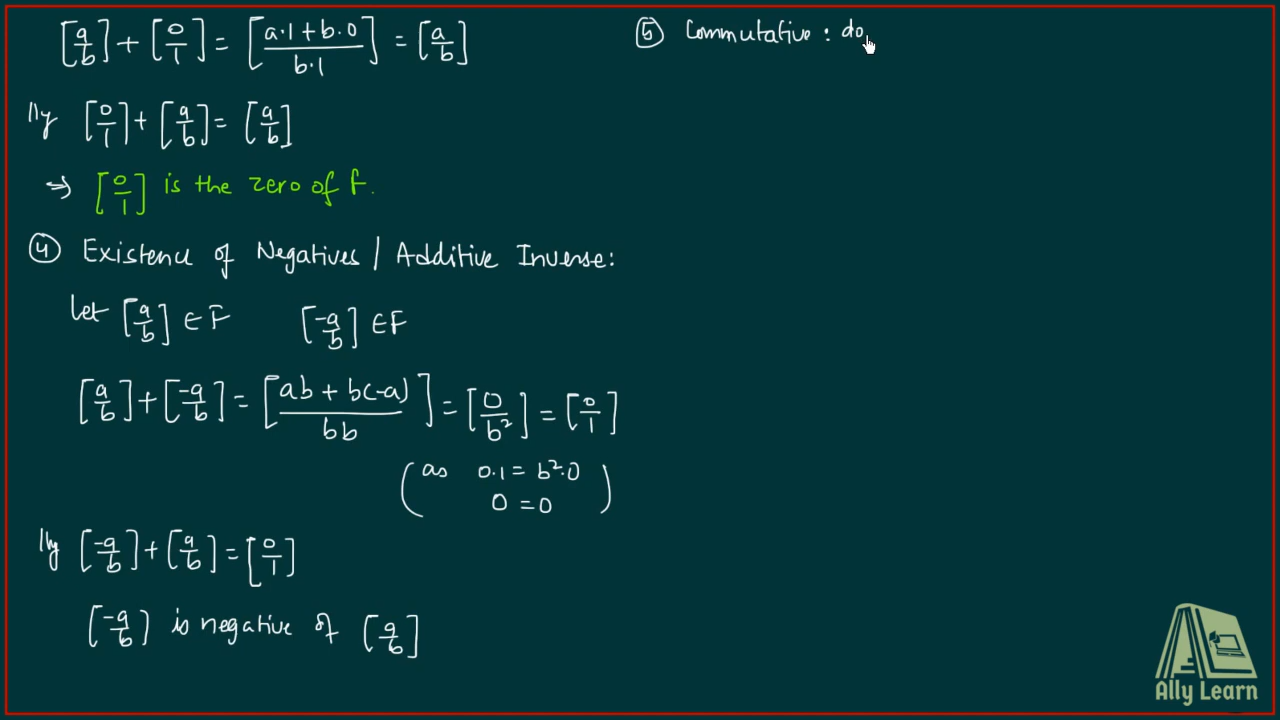 [a/b] + [0/1] = [a·1 + b·0 / b·1] = [a/b]
lly [0/1] + [a/b] = [a/b]
⇒ [0/1] is the zero of F.
④ Existence of Negatives / Additive Inverse:
let [a/b] ∈ F [-a/b] ∈ F
[a/b] + [-a/b] = [ab + b(-a) / bb] = [0/b²] = [0/1]
(as 0·1 = b²·0
0 = 0)
lly [-a/b] + [a/b] = [0/1]
[-a/b] is negative of [a/b]
⑤ Commutative : do
Ally Learn